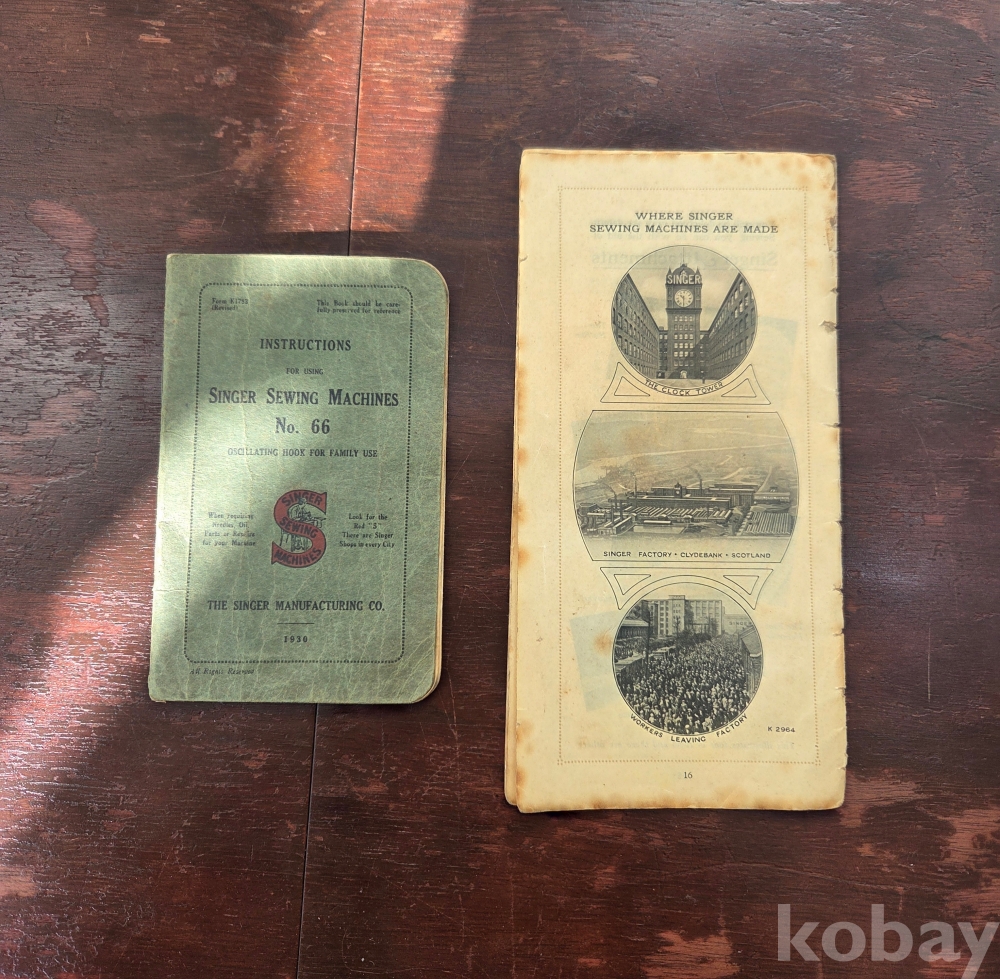 Form K1782
(Revised)
This Book should be care-
fully preserved for reference
INSTRUCTIONS
FOR USING
SINGER SEWING MACHINES
No. 66
OSCILLATING HOOK FOR FAMILY USE
When requiring
Needles, Oil,
Parts or Repairs
for your Machine
SINGER
SEWING
MACHINES
Look for the
Red "S"
There are Singer
Shops in every City
THE SINGER MANUFACTURING CO.
1930
All Rights Reserved
WHERE SINGER
SEWING MACHINES ARE MADE
SINGER
THE CLOCK TOWER
SINGER FACTORY · CLYDEBANK · SCOTLAND
WORKERS LEAVING FACTORY
K 2964
16
kobay